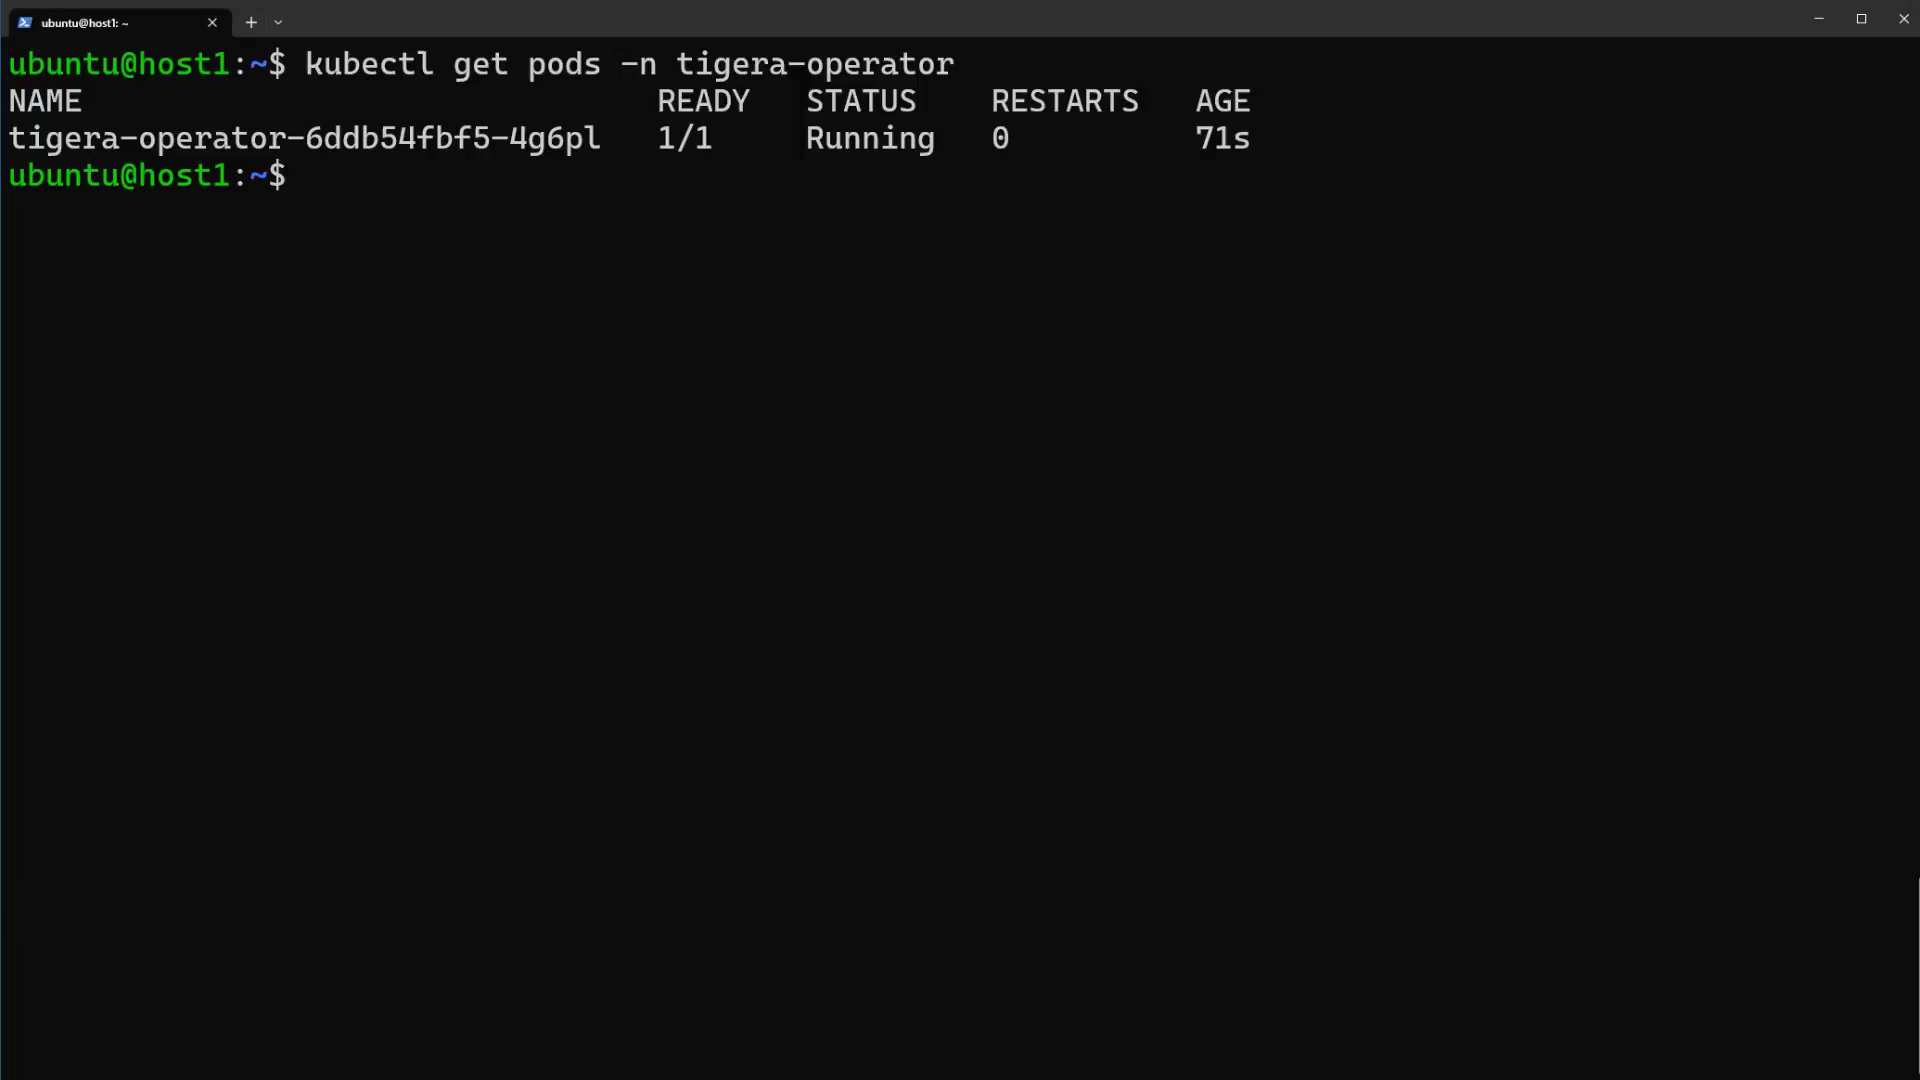 ubuntu@host1: ~
ubuntu@host1:~$ kubectl get pods -n tigera-operator
NAME                               READY   STATUS    RESTARTS   AGE
tigera-operator-6ddb54fbf5-4g6pl   1/1     Running   0          71s
ubuntu@host1:~$